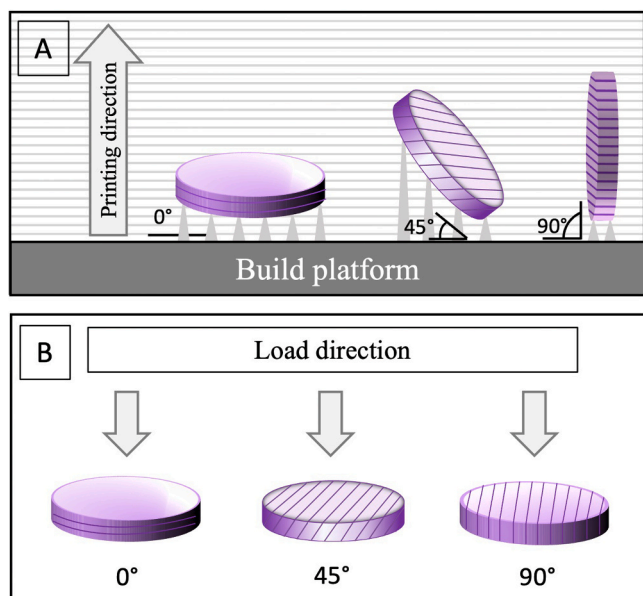 A
Printing direction
0°
45°
90°
Build platform
B
Load direction
0°
45°
90°